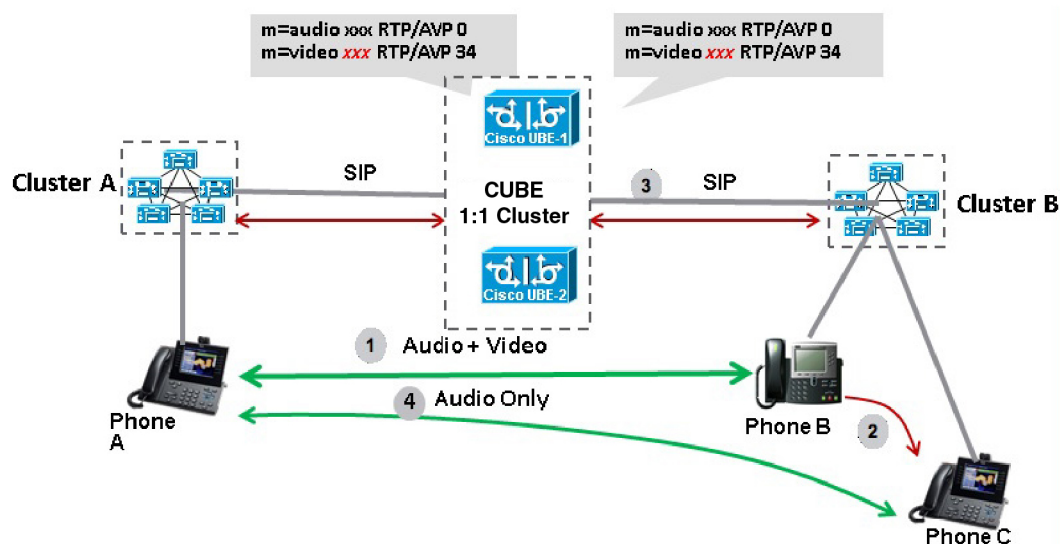 m=audio xxx RTP/AVP 0
m=video xxx RTP/AVP 34
m=audio xxx RTP/AVP 0
m=video xxx RTP/AVP 34
Cisco UBE-1
Cluster A
SIP
CUBE
1:1 Cluster
3
SIP
Cluster B
Cisco UBE-2
1
Audio + Video
4
Audio Only
Phone
A
Phone B
2
Phone C